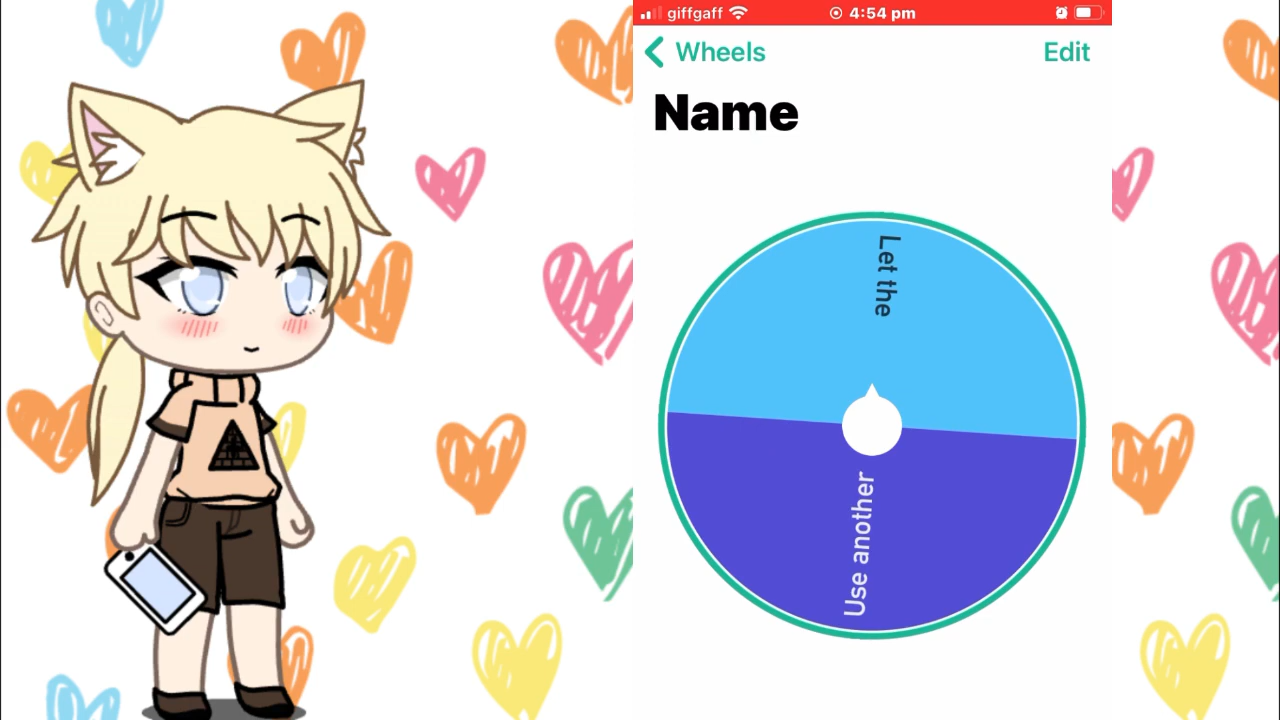 giffgaff
4:54 pm
Wheels
Edit
Name
Let the
Use another